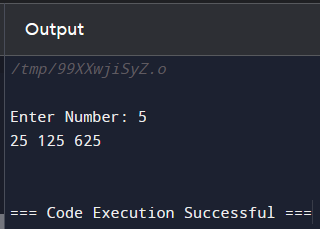 Output
/tmp/99XXwjiSyZ.o
Enter Number: 5
25 125 625
=== Code Execution Successful ===